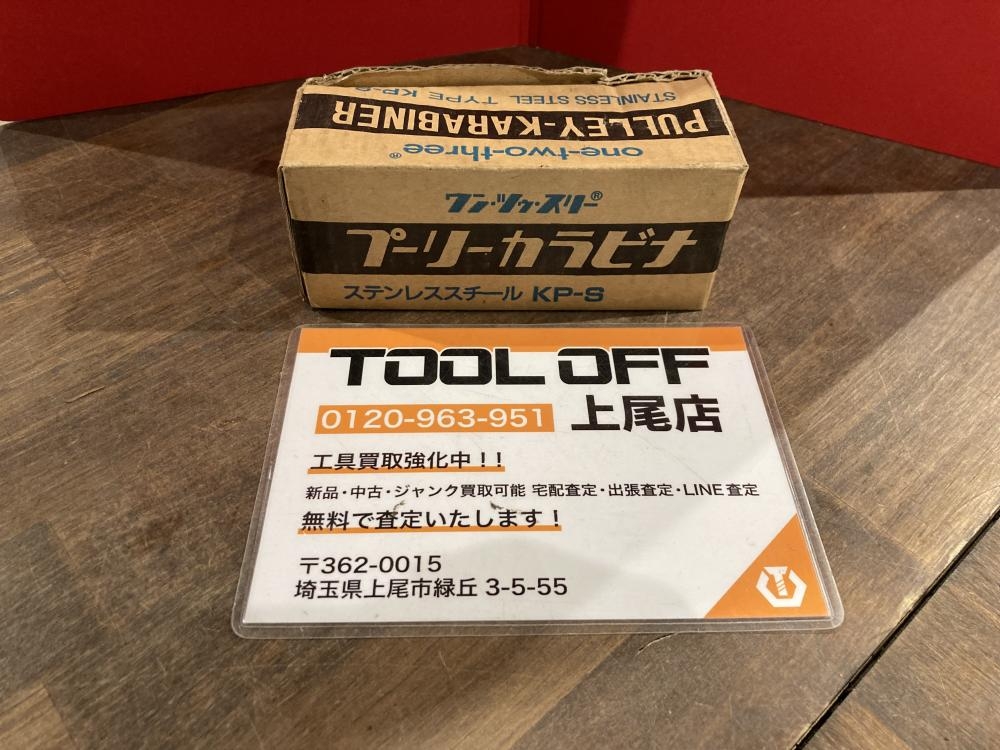 STAINLESS STEEL TYPE KP-S
PULLEY-KARABINER
one-two-three®
ワン・ツゥ・スリー®
プーリーカラビナ
ステンレススチール KP-S
TOOL OFF
0120-963-951 上尾店
工具買取強化中！！
新品・中古・ジャンク買取可能 宅配査定・出張査定・LINE査定
無料で査定いたします！
〒362-0015
埼玉県上尾市緑丘 3-5-55